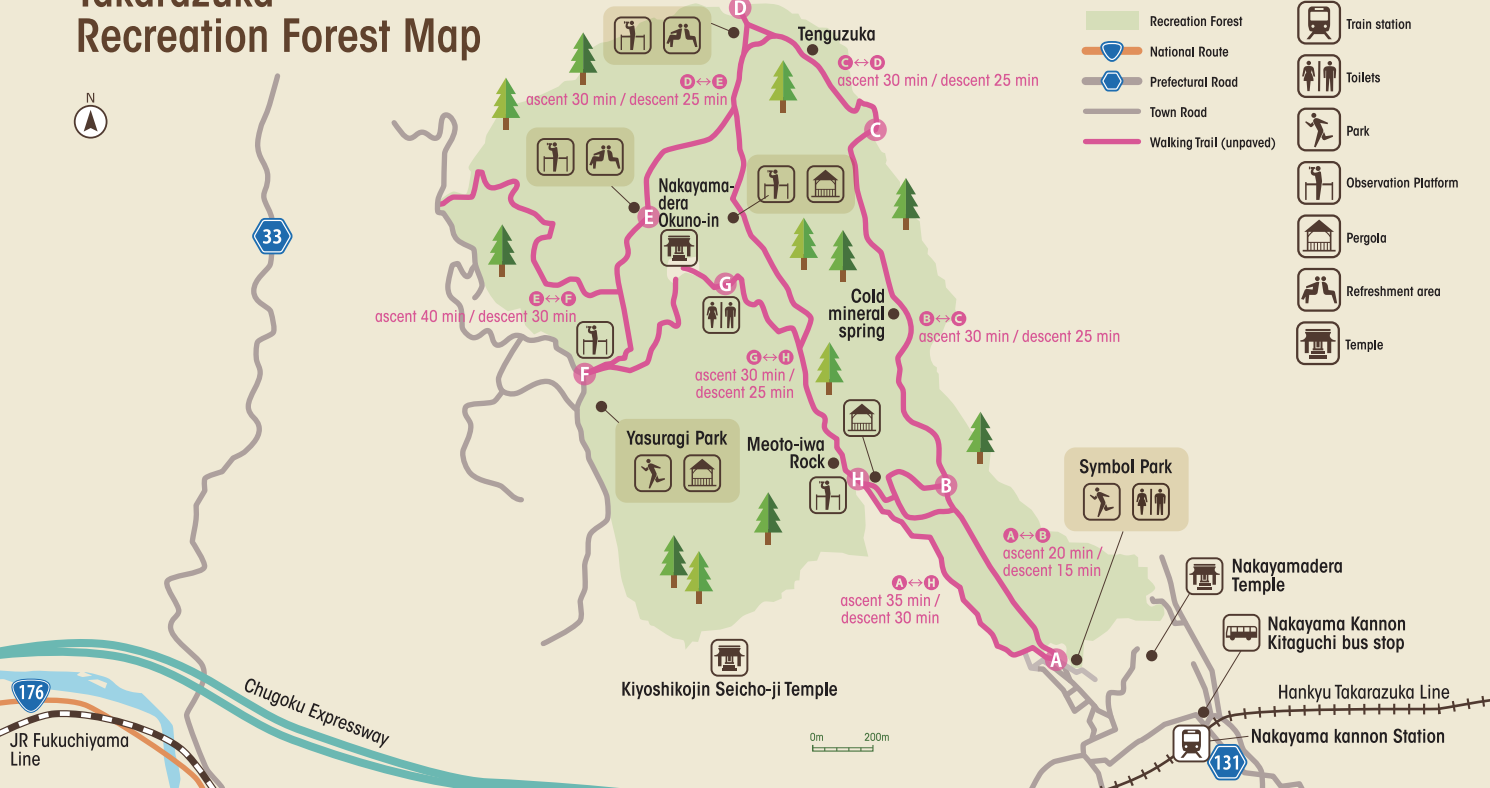 Takarazuka
Recreation Forest Map
N
D
Tenguzuka
C↔D
ascent 30 min / descent 25 min
D↔E
ascent 30 min / descent 25 min
C
Nakayama-
dera
Okuno-in
E
33
G
E↔F
ascent 40 min / descent 30 min
Cold
mineral
spring
B↔C
ascent 30 min / descent 25 min
G↔H
ascent 30 min /
descent 25 min
F
Yasuragi Park
Meoto-iwa
Rock
H
B
Symbol Park
A↔B
ascent 20 min /
descent 15 min
A↔H
ascent 35 min /
descent 30 min
Nakayamadera
Temple
Nakayama Kannon
Kitaguchi bus stop
A
Kiyoshikojin Seicho-ji Temple
176
Chugoku Expressway
JR Fukuchiyama
Line
Hankyu Takarazuka Line
Nakayama kannon Station
131
0m 200m
Recreation Forest
National Route
Prefectural Road
Town Road
Walking Trail (unpaved)
Train station
Toilets
Park
Observation Platform
Pergola
Refreshment area
Temple